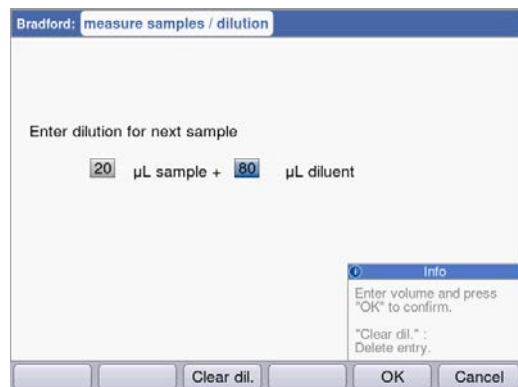 Bradford: measure samples / dilution
Enter dilution for next sample
20 µL sample + 80 µL diluent
i Info
Enter volume and press
"OK" to confirm.
"Clear dil." :
Delete entry.
Clear dil. OK Cancel